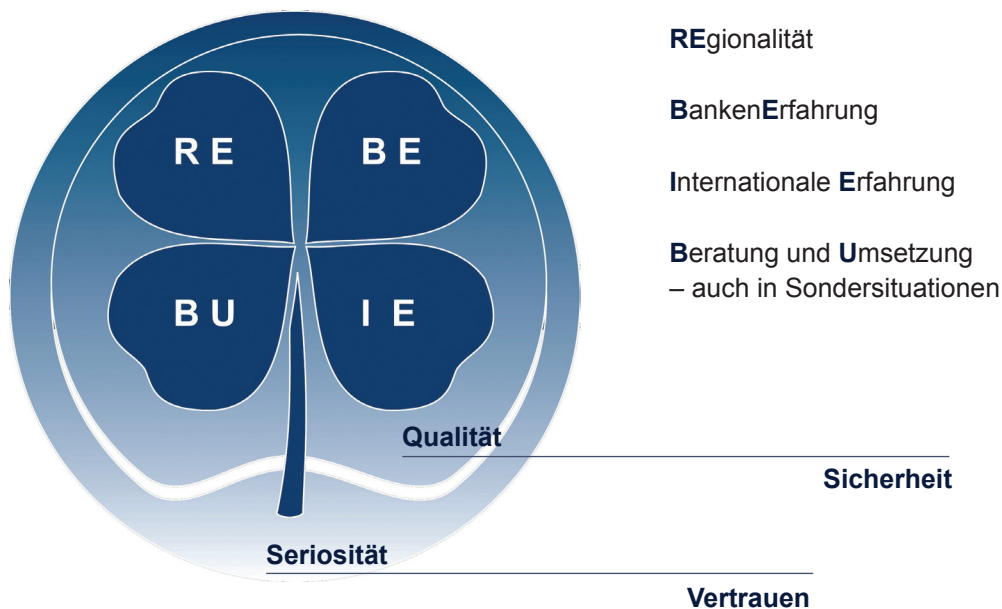 R E
B E
B U
I E
REgionalität
BankenErfahrung
Internationale Erfahrung
Beratung und Umsetzung
– auch in Sondersituationen
Qualität
Sicherheit
Seriosität
Vertrauen